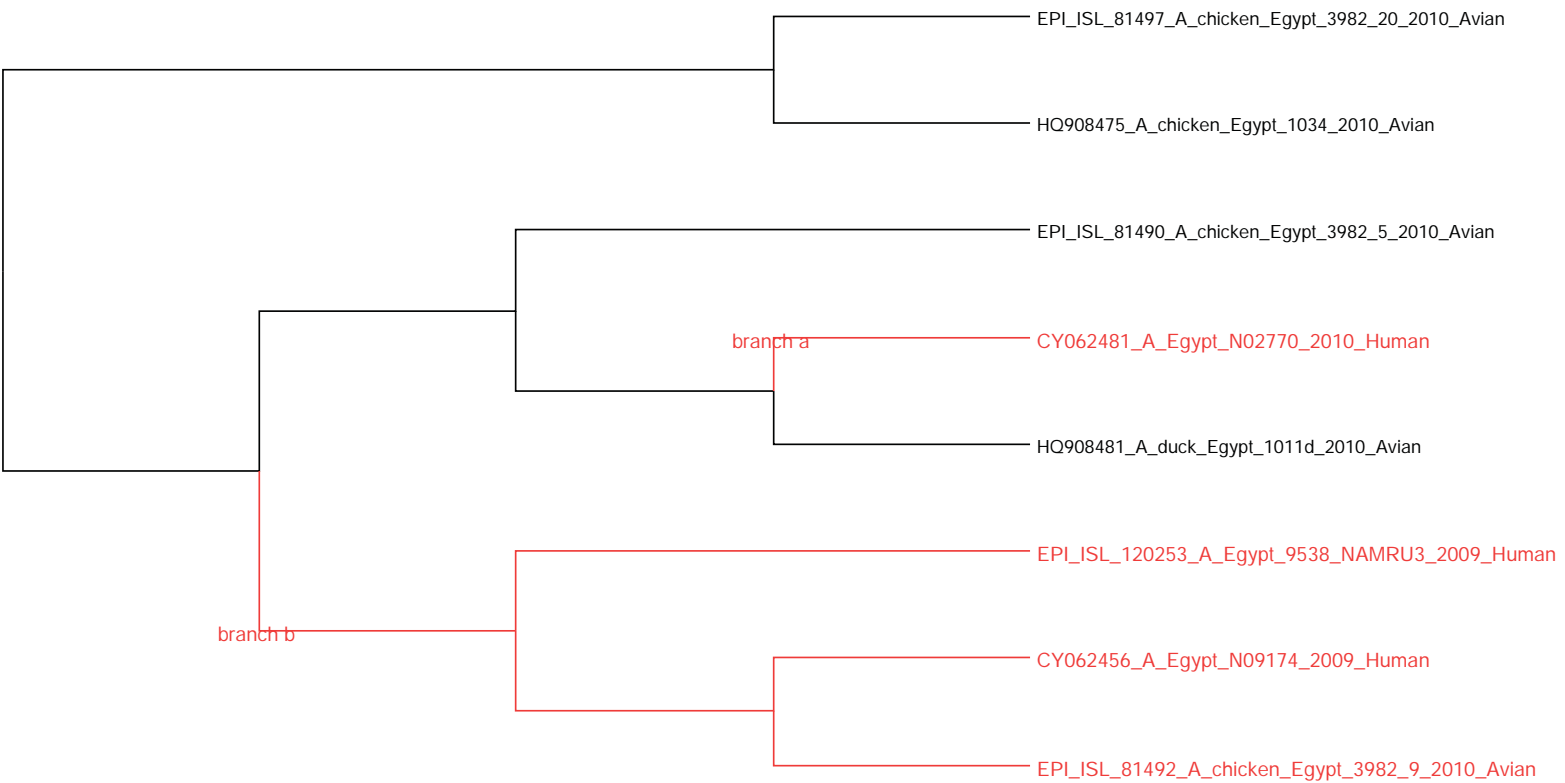 EPI_ISL_81497_A_chicken_Egypt_3982_20_2010_Avian
HQ908475_A_chicken_Egypt_1034_2010_Avian
EPI_ISL_81490_A_chicken_Egypt_3982_5_2010_Avian
branch a
CY062481_A_Egypt_N02770_2010_Human
HQ908481_A_duck_Egypt_1011d_2010_Avian
EPI_ISL_120253_A_Egypt_9538_NAMRU3_2009_Human
branch b
CY062456_A_Egypt_N09174_2009_Human
EPI_ISL_81492_A_chicken_Egypt_3982_9_2010_Avian